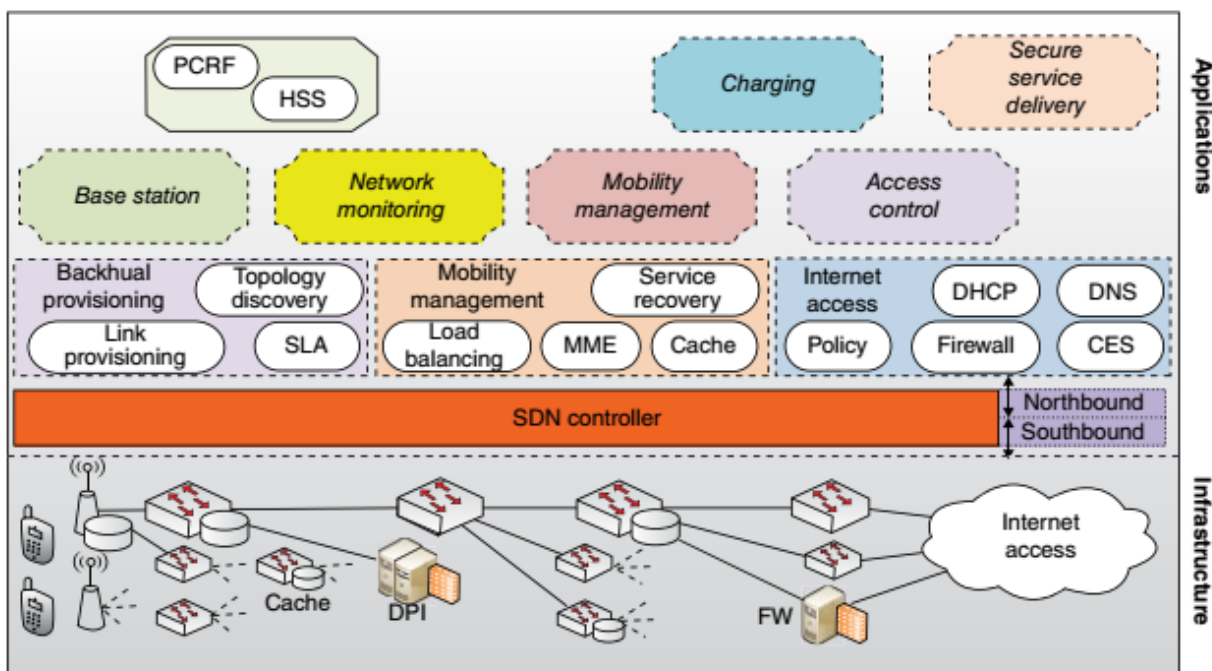 PCRF
HSS
Charging
Secure
service
delivery
Applications
Base station
Network
monitoring
Mobility
management
Access
control
Backhual
provisioning
Topology
discovery
Link
provisioning
SLA
Mobility
management
Service
recovery
Load
balancing
MME
Cache
Internet
access
DHCP
DNS
Policy
Firewall
CES
SDN controller
Northbound
Southbound
Infrastructure
Cache
DPI
FW
Internet
access